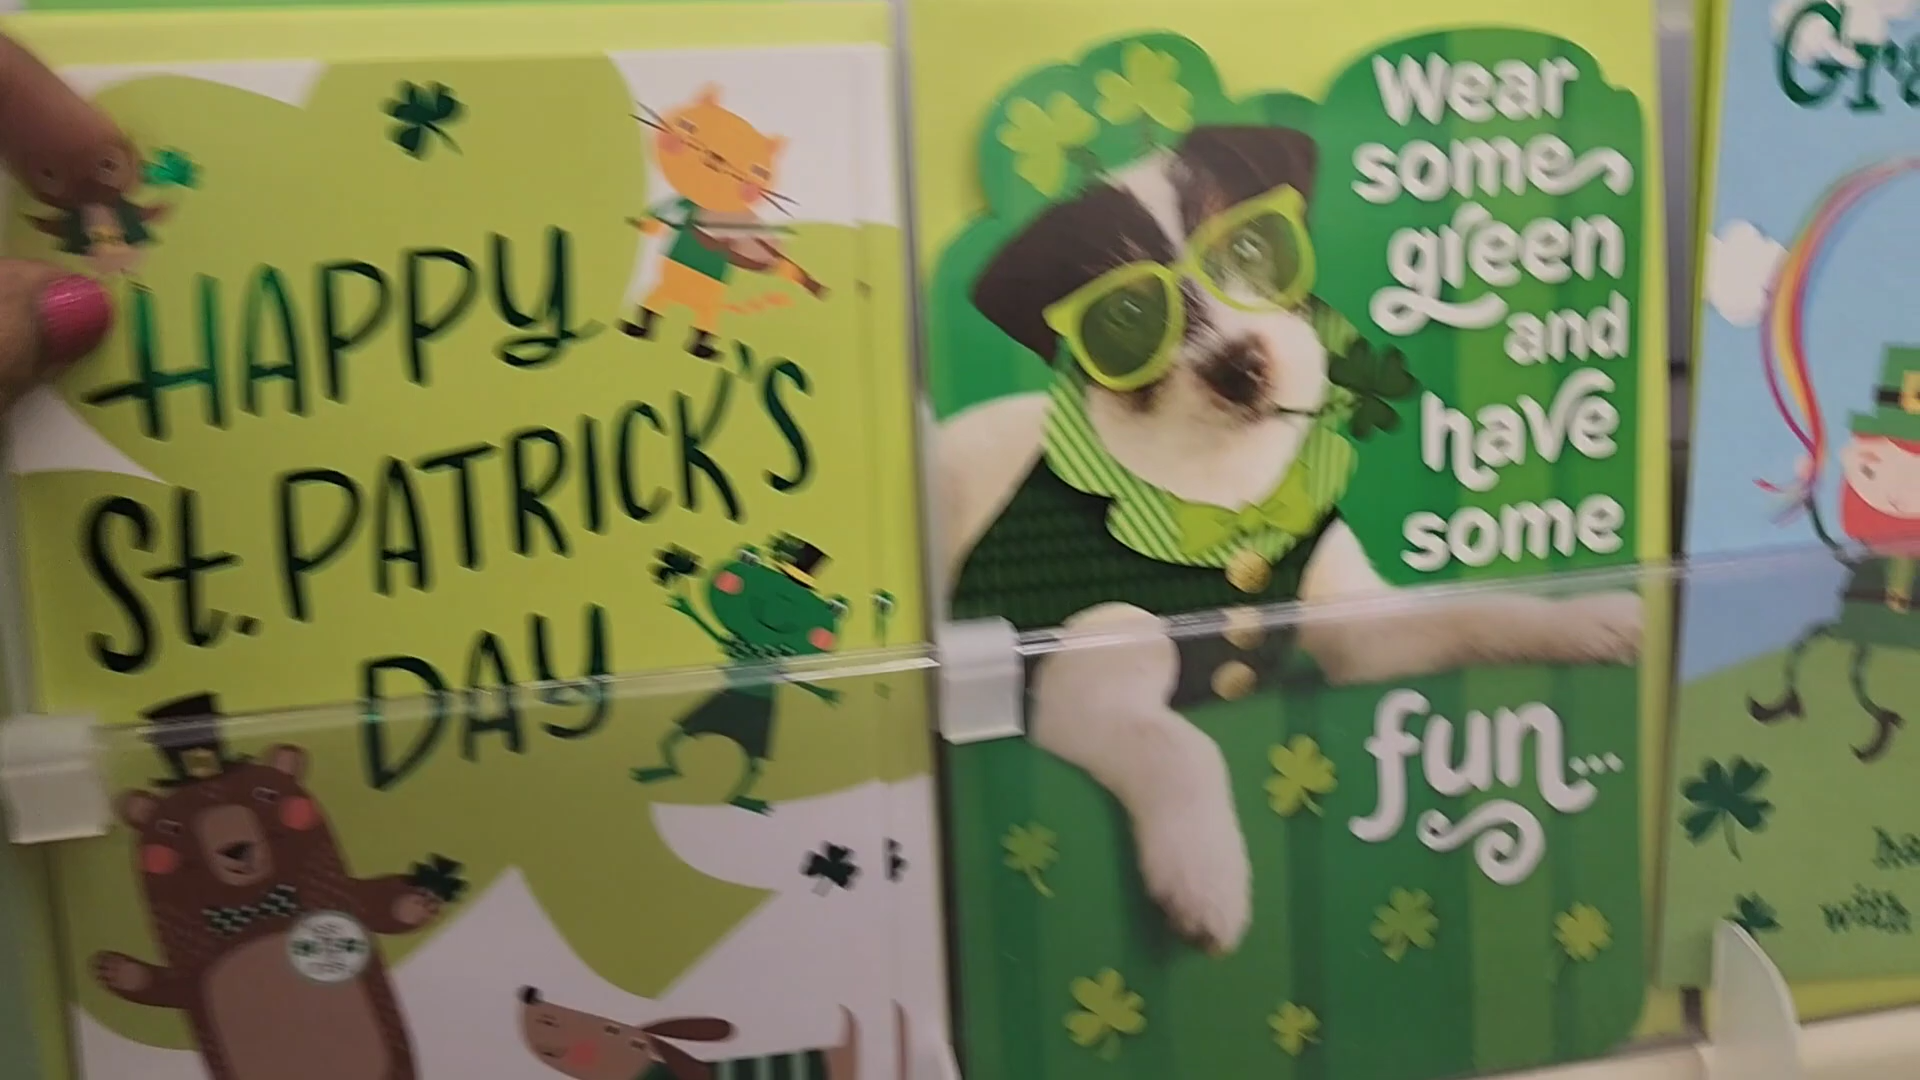 HAPPY
St. PATRICK'S
DAY
Wear
some
green
and
have
some
fun...